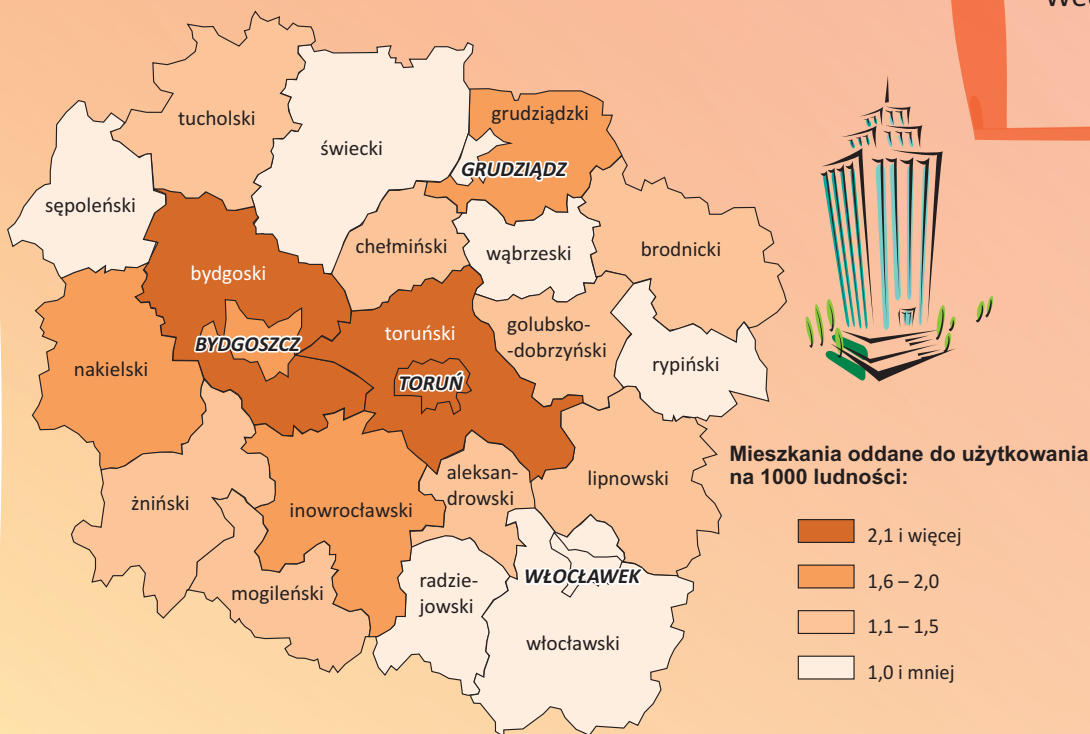 tucholski
świecki
grudziądzki
GRUDZIĄDZ
sępoleński
chełmiński
wąbrzeski
brodnicki
bydgoski
BYDGOSZCZ
toruński
TORUŃ
golubsko-
-dobrzyński
rypiński
nakielski
żniński
inowrocławski
aleksan-
drowski
lipnowski
mogileński
radzie-
jowski
WŁOCŁAWEK
włocławski
Mieszkania oddane do użytkowania
na 1000 ludności:
2,1 i więcej
1,6 – 2,0
1,1 – 1,5
1,0 i mniej